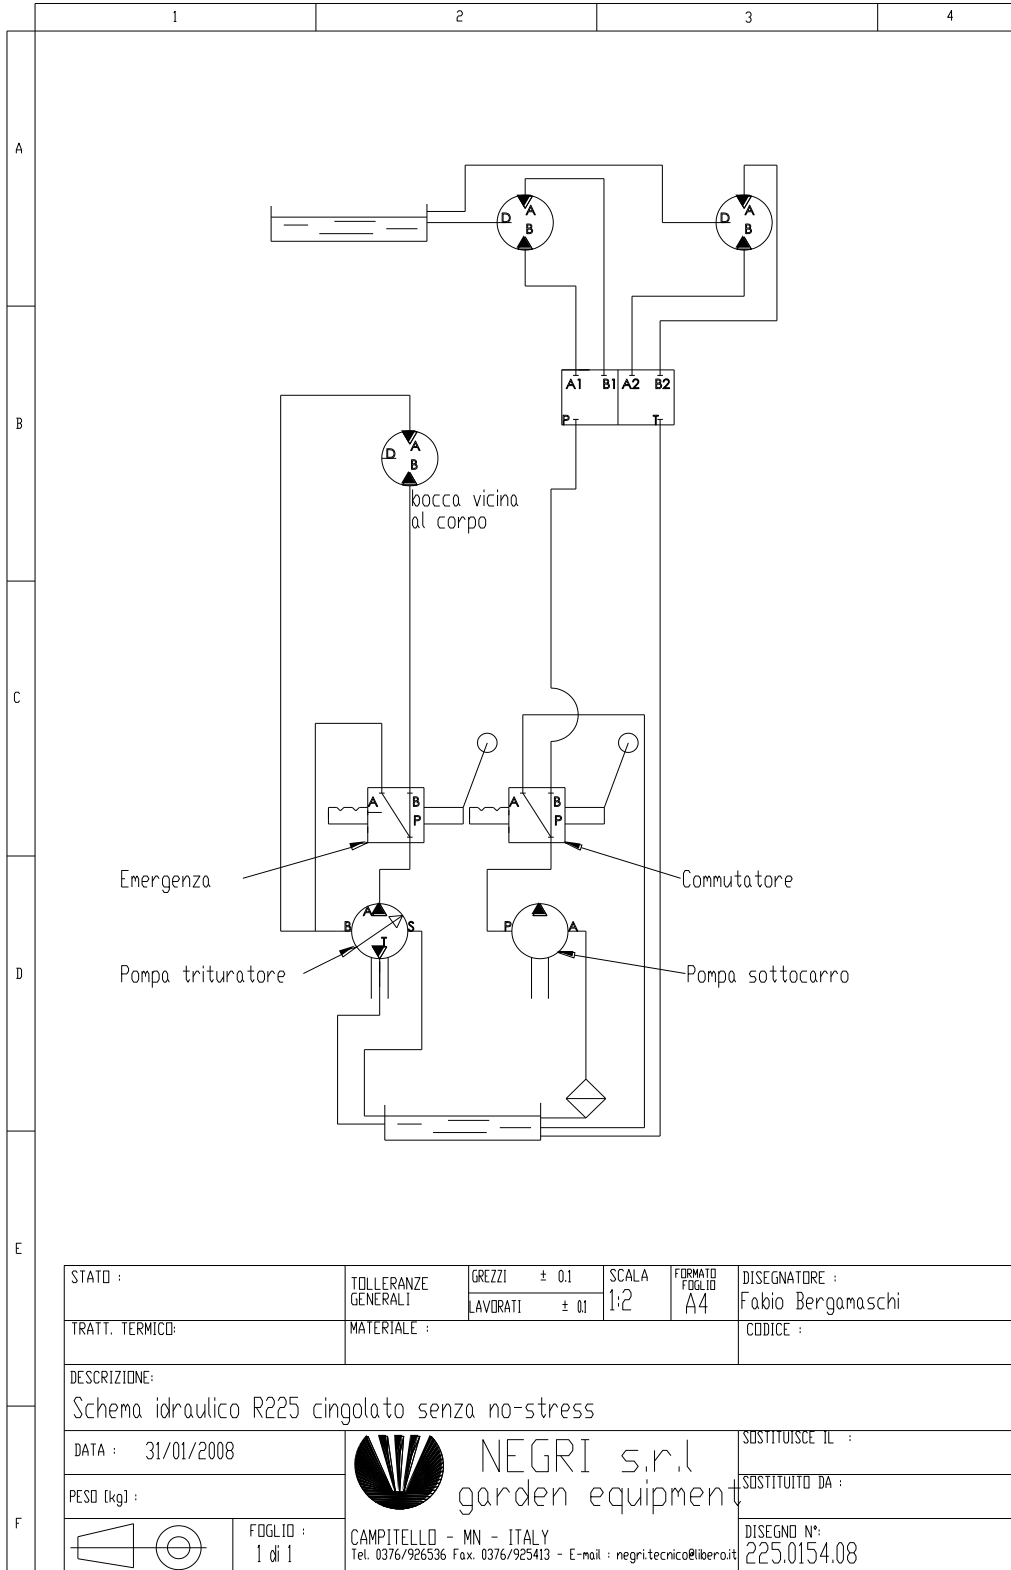 1 2 3 4
A
B
C
D
E
F
D A B
D A B
A1 B1 A2 B2
P T
D A B
bocca vicina
al corpo
A B P
A B P
Emergenza
Commutatore
B A S T
P A
Pompa trituratore
Pompa sottocarro
STATO :
TOLLERANZE
GENERALI
GREZZI ± 0.1
LAVORATI ± 0.1
SCALA
1:2
FORMATO
FOGLIO
A4
DISEGNATORE :
Fabio Bergamaschi
TRATT. TERMICO:
MATERIALE :
CODICE :
DESCRIZIONE:
Schema idraulico R225 cingolato senza no-stress
DATA : 31/01/2008
PESO [kg] :
FOGLIO :
1 di 1
NEGRI s.r.l
garden equipment
CAMPITELLO - MN - ITALY
Tel. 0376/926536 Fax. 0376/925413 - E-mail : negri.tecnico@libero.it
SOSTITUISCE IL :
SOSTITUITO DA :
DISEGNO N°:
225.0154.08